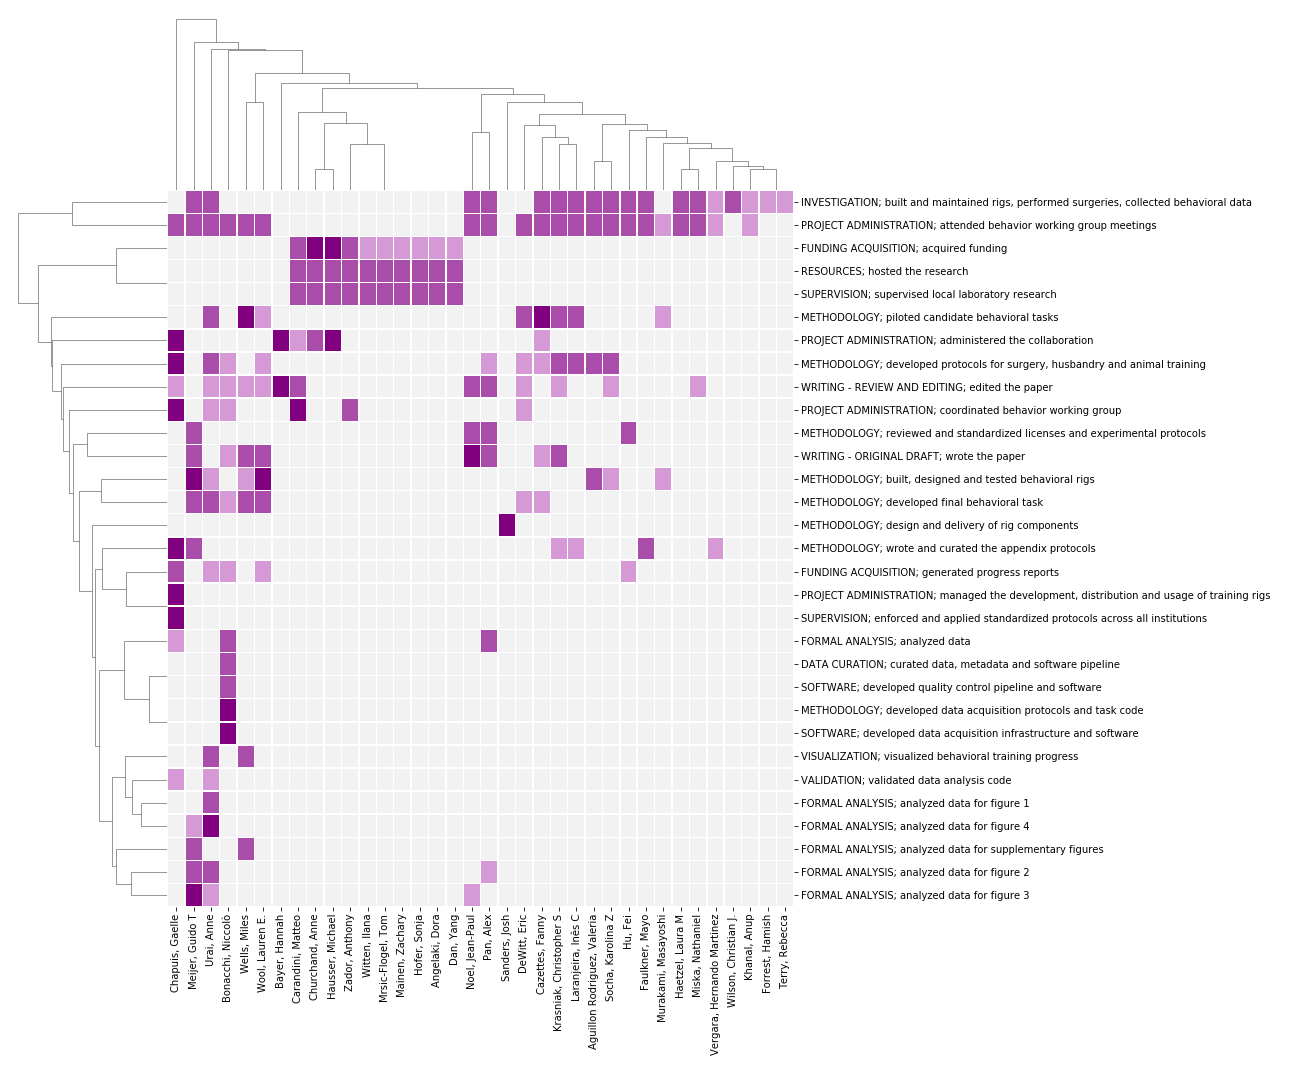 INVESTIGATION; built and maintained rigs, performed surgeries, collected behavioral data
PROJECT ADMINISTRATION; attended behavior working group meetings
FUNDING ACQUISITION; acquired funding
RESOURCES; hosted the research
SUPERVISION; supervised local laboratory research
METHODOLOGY; piloted candidate behavioral tasks
PROJECT ADMINISTRATION; administered the collaboration
METHODOLOGY; developed protocols for surgery, husbandry and animal training
WRITING - REVIEW AND EDITING; edited the paper
PROJECT ADMINISTRATION; coordinated behavior working group
METHODOLOGY; reviewed and standardized licenses and experimental protocols
WRITING - ORIGINAL DRAFT; wrote the paper
METHODOLOGY; built, designed and tested behavioral rigs
METHODOLOGY; developed final behavioral task
METHODOLOGY; design and delivery of rig components
METHODOLOGY; wrote and curated the appendix protocols
FUNDING ACQUISITION; generated progress reports
PROJECT ADMINISTRATION; managed the development, distribution and usage of training rigs
SUPERVISION; enforced and applied standardized protocols across all institutions
FORMAL ANALYSIS; analyzed data
DATA CURATION; curated data, metadata and software pipeline
SOFTWARE; developed quality control pipeline and software
METHODOLOGY; developed data acquisition protocols and task code
SOFTWARE; developed data acquisition infrastructure and software
VISUALIZATION; visualized behavioral training progress
VALIDATION; validated data analysis code
FORMAL ANALYSIS; analyzed data for figure 1
FORMAL ANALYSIS; analyzed data for figure 4
FORMAL ANALYSIS; analyzed data for supplementary figures
FORMAL ANALYSIS; analyzed data for figure 2
FORMAL ANALYSIS; analyzed data for figure 3
Chapuis, Gaelle
Meijer, Guido T
Urai, Anne
Bonacchi, Niccolò
Wells, Miles
Wool, Lauren E.
Bayer, Hannah
Carandini, Matteo
Churchand, Anne
Hausser, Michael
Zador, Anthony
Witten, Ilana
Mrsic-Flogel, Tom
Mainen, Zachary
Hofer, Sonja
Angelaki, Dora
Dan, Yang
Noel, Jean-Paul
Pan, Alex
Sanders, Josh
DeWitt, Eric
Cazettes, Fanny
Krasniak, Christopher S
Laranjeira, Inês C
Aguillon Rodriguez, Valeria
Socha, Karolina Z
Hu, Fei
Faulkner, Mayo
Murakami, Masayoshi
Haetzel, Laura M
Miska, Nathaniel
Vergara, Hernando Martinez
Wilson, Christian J.
Khanal, Anup
Forrest, Hamish
Terry, Rebecca